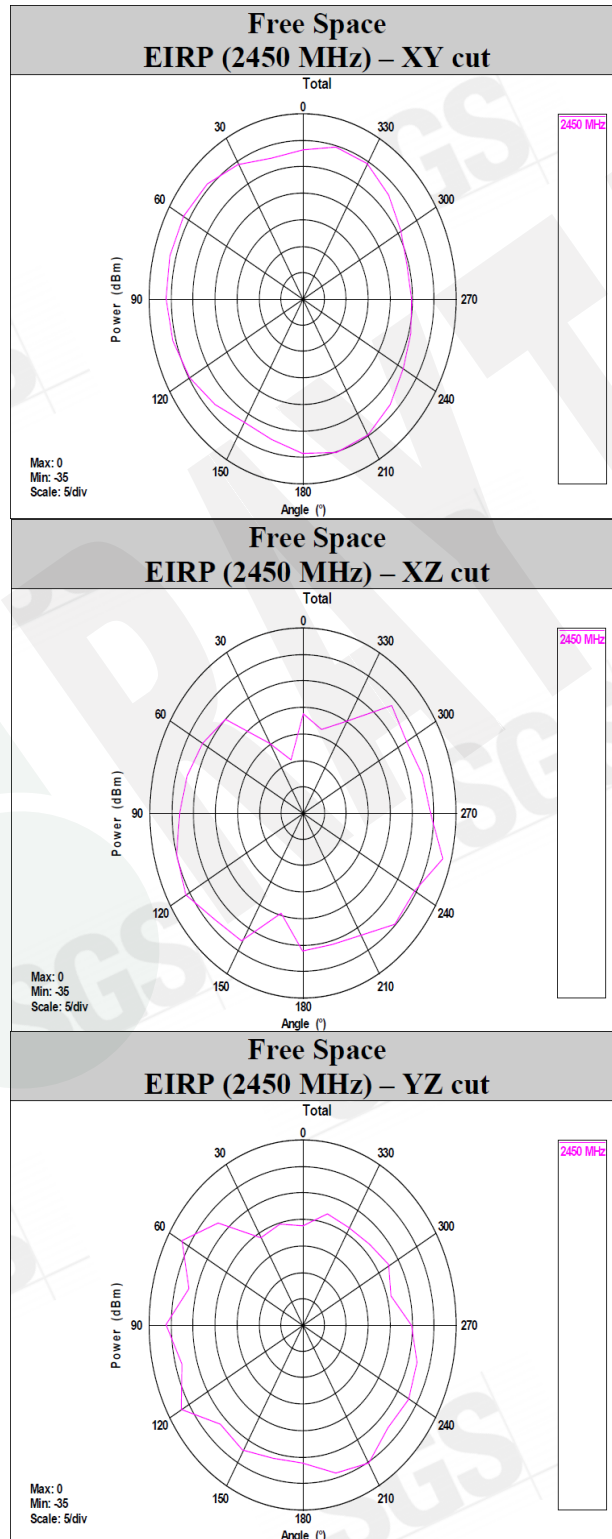 Free Space
EIRP (2450 MHz) – XY cut
Total
0
30
330
2450 MHz
60
300
90
270
Power (dBm)
120
240
150
210
180
Max: 0
Min: -35
Scale: 5/div
Angle (°)
Free Space
EIRP (2450 MHz) – XZ cut
Total
0
30
330
2450 MHz
60
300
90
270
Power (dBm)
120
240
150
210
180
Max: 0
Min: -35
Scale: 5/div
Angle (°)
Free Space
EIRP (2450 MHz) – YZ cut
Total
0
30
330
2450 MHz
60
300
90
270
Power (dBm)
120
240
150
210
180
Max: 0
Min: -35
Scale: 5/div
Angle (°)
SGS
SGS
SGS
SGS